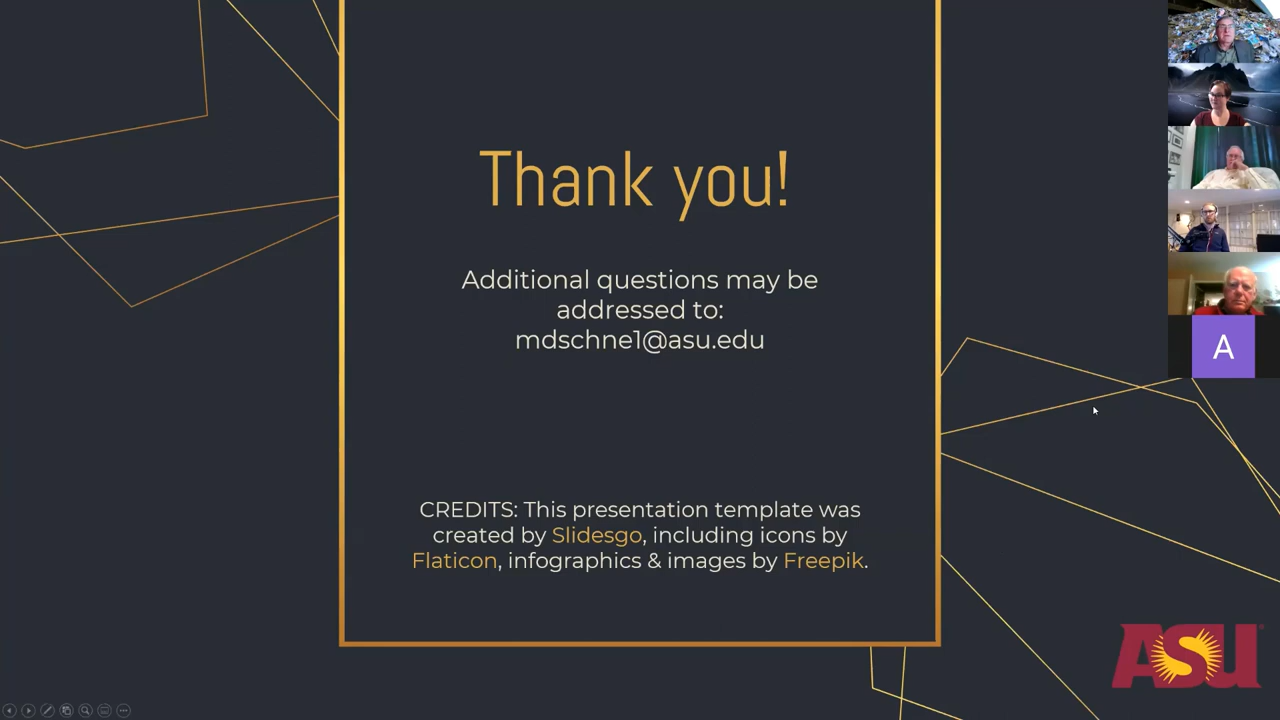 Thank you!
Additional questions may be
addressed to:
mdschne1@asu.edu
CREDITS: This presentation template was
created by Slidesgo, including icons by
Flaticon, infographics & images by Freepik.
A
ASU